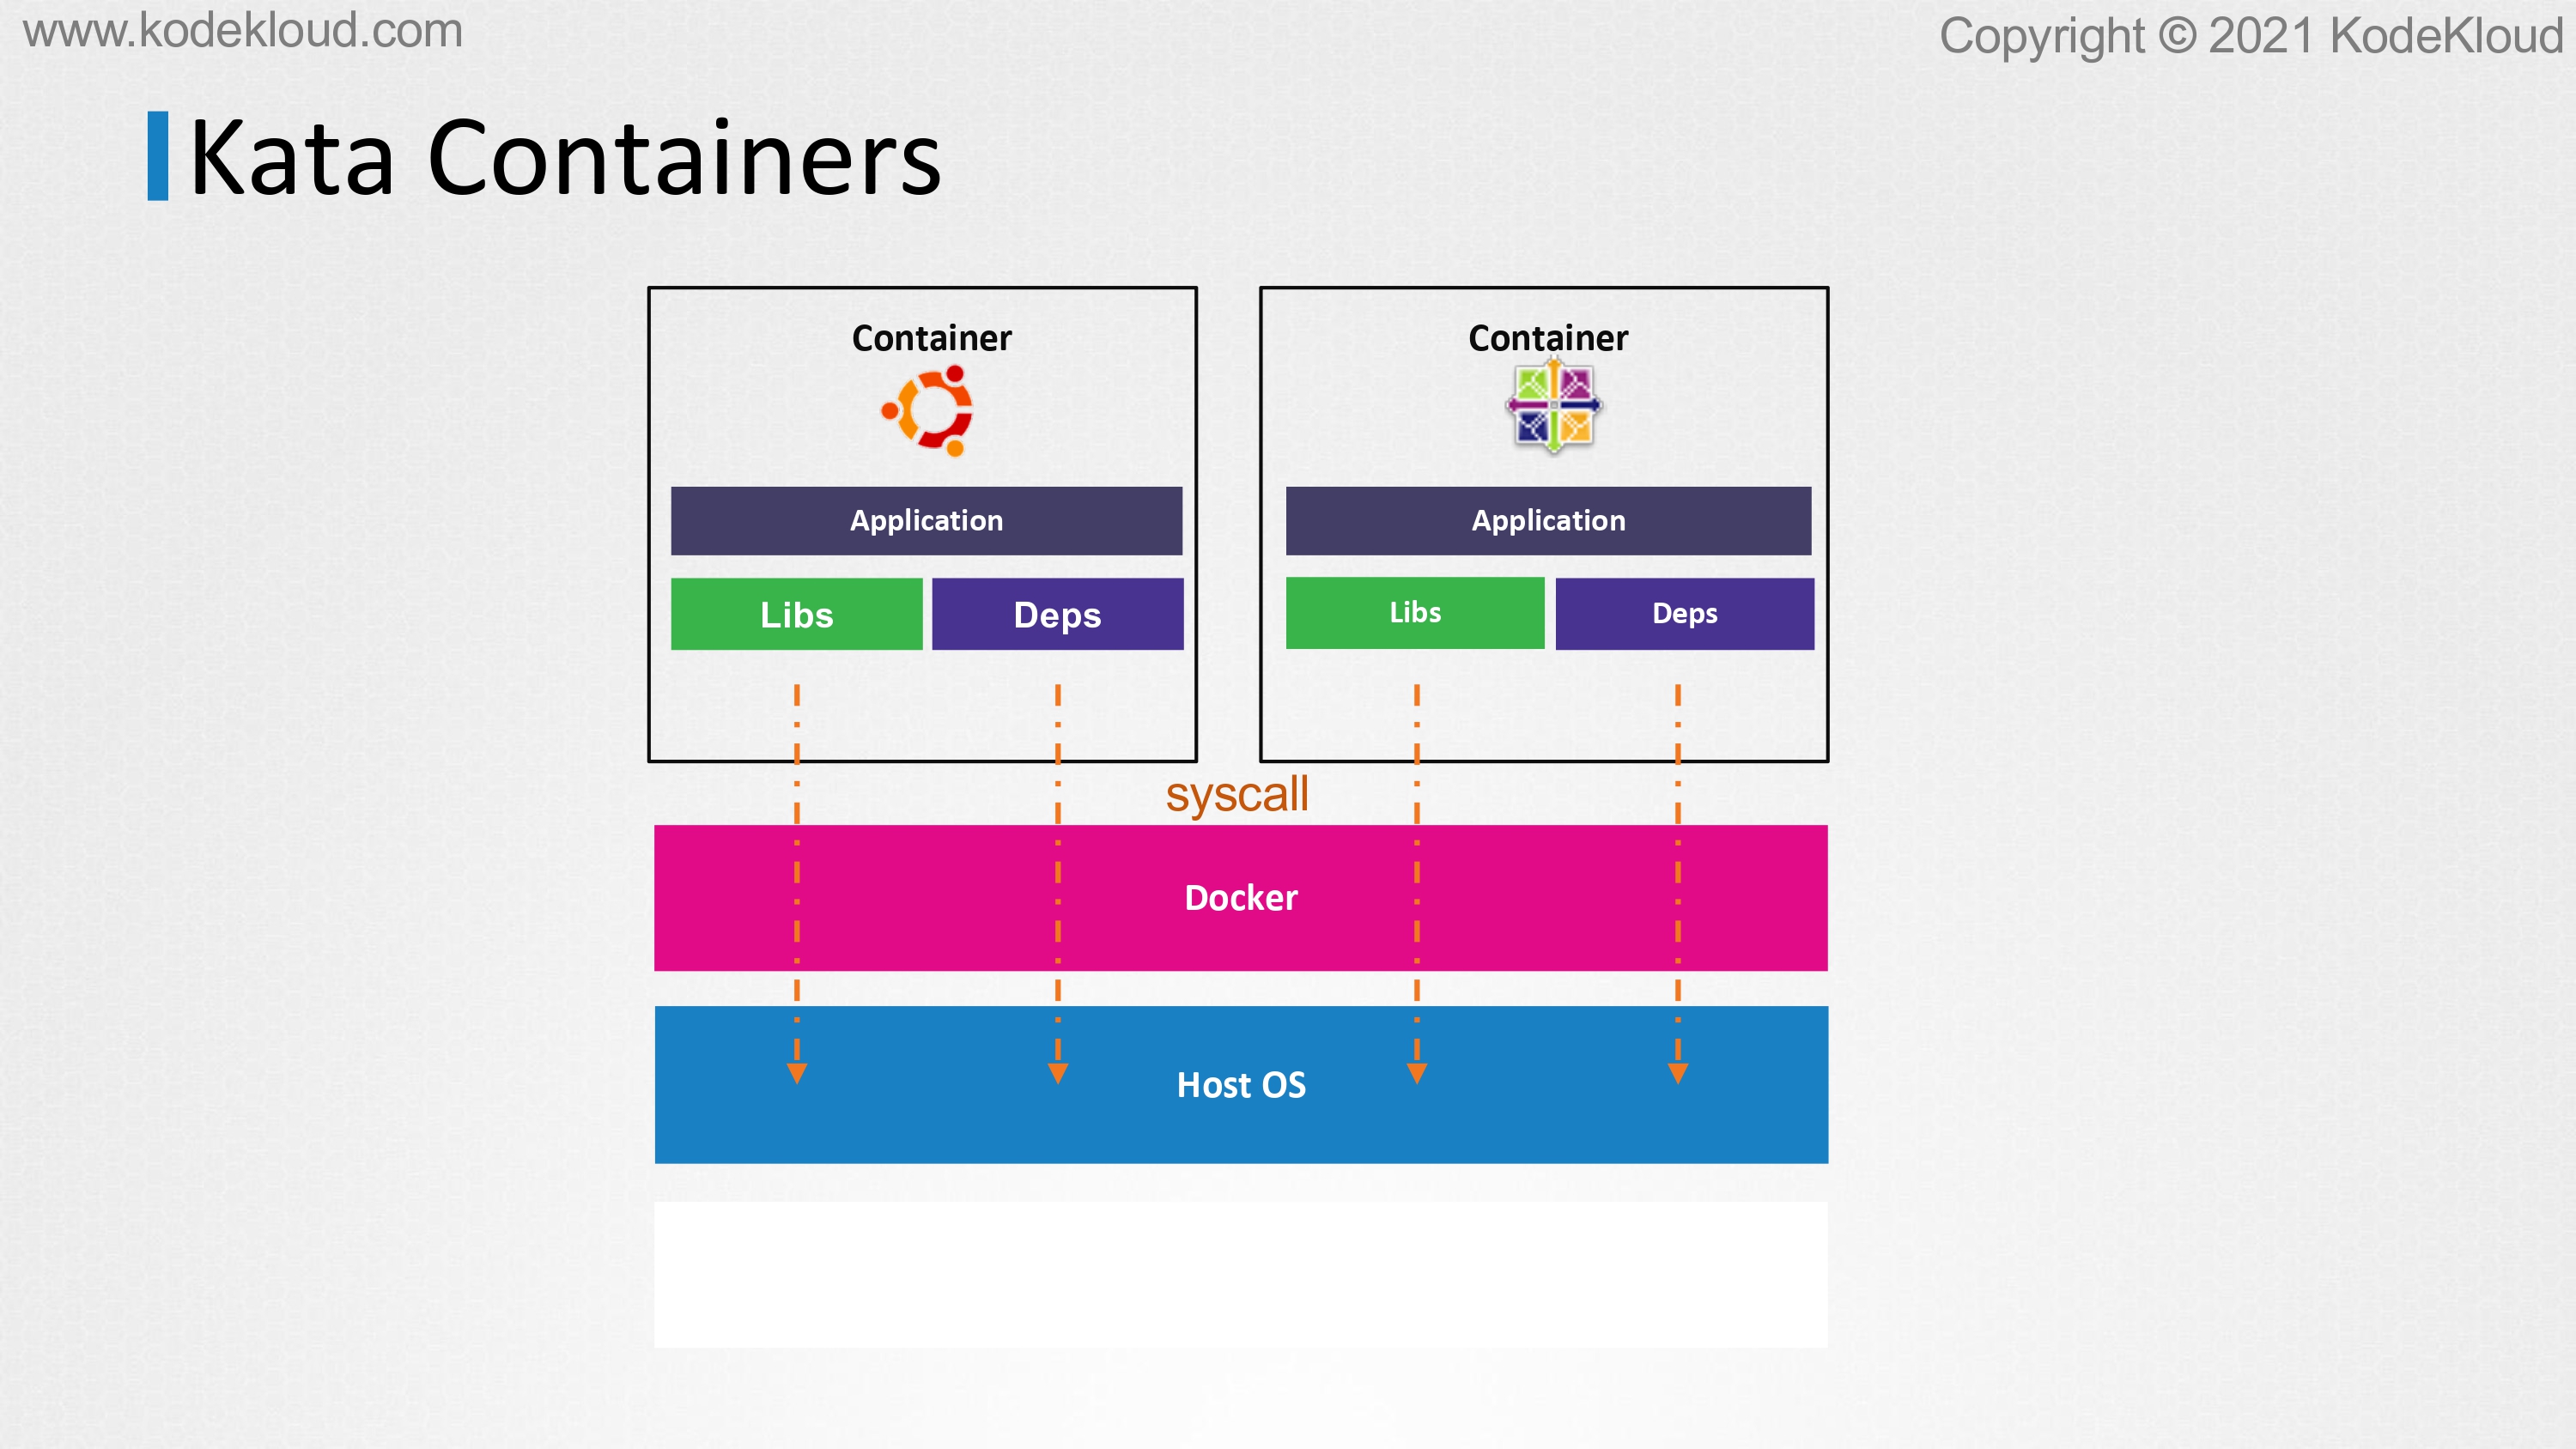 www.kodekloud.com
Copyright © 2021 KodeKloud
Kata Containers
Container
Container
Application
Application
Libs
Deps
Libs
Deps
syscall
Docker
Host OS